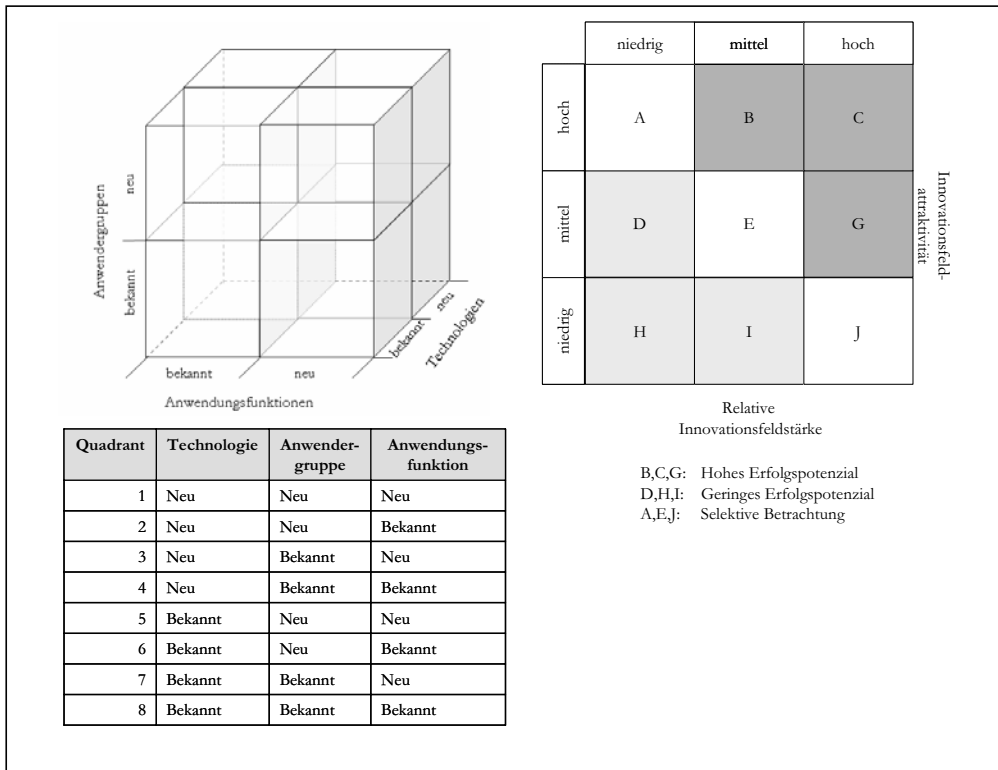 Anwendergruppen
neu
bekannt
bekannt
neu
Anwendungsfunktionen
bekannt
neu
Technologien
niedrig mittel hoch
hoch A B C
mittel D E G
niedrig H I J
Innovationsfeld-
attraktivität
Relative
Innovationsfeldstärke
B,C,G: Hohes Erfolgspotenzial
D,H,I: Geringes Erfolgspotenzial
A,E,J: Selektive Betrachtung
Quadrant Technologie Anwender- Anwendungs-
gruppe funktion
1 Neu Neu Neu
2 Neu Neu Bekannt
3 Neu Bekannt Neu
4 Neu Bekannt Bekannt
5 Bekannt Neu Neu
6 Bekannt Neu Bekannt
7 Bekannt Bekannt Neu
8 Bekannt Bekannt Bekannt